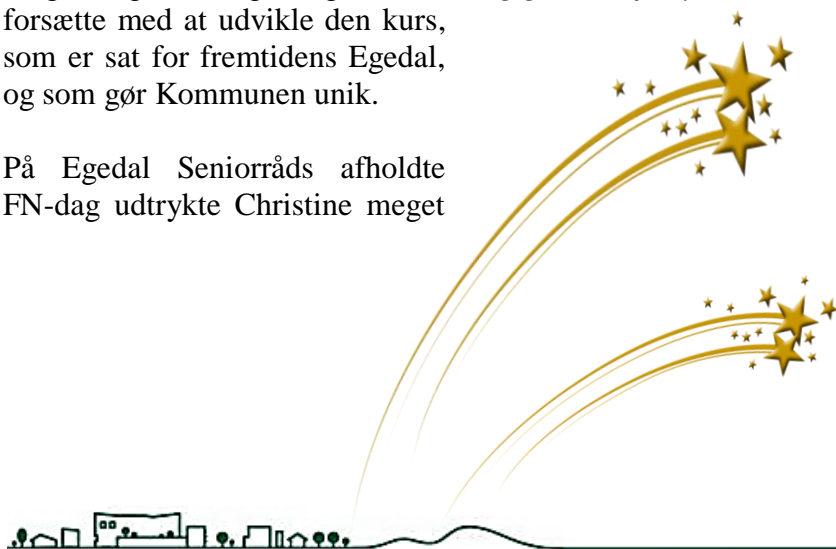 forsætte med at udvikle den kurs,
som er sat for fremtidens Egedal,
og som gør Kommunen unik.
På Egedal Seniorråds afholdte
FN-dag udtrykte Christine meget